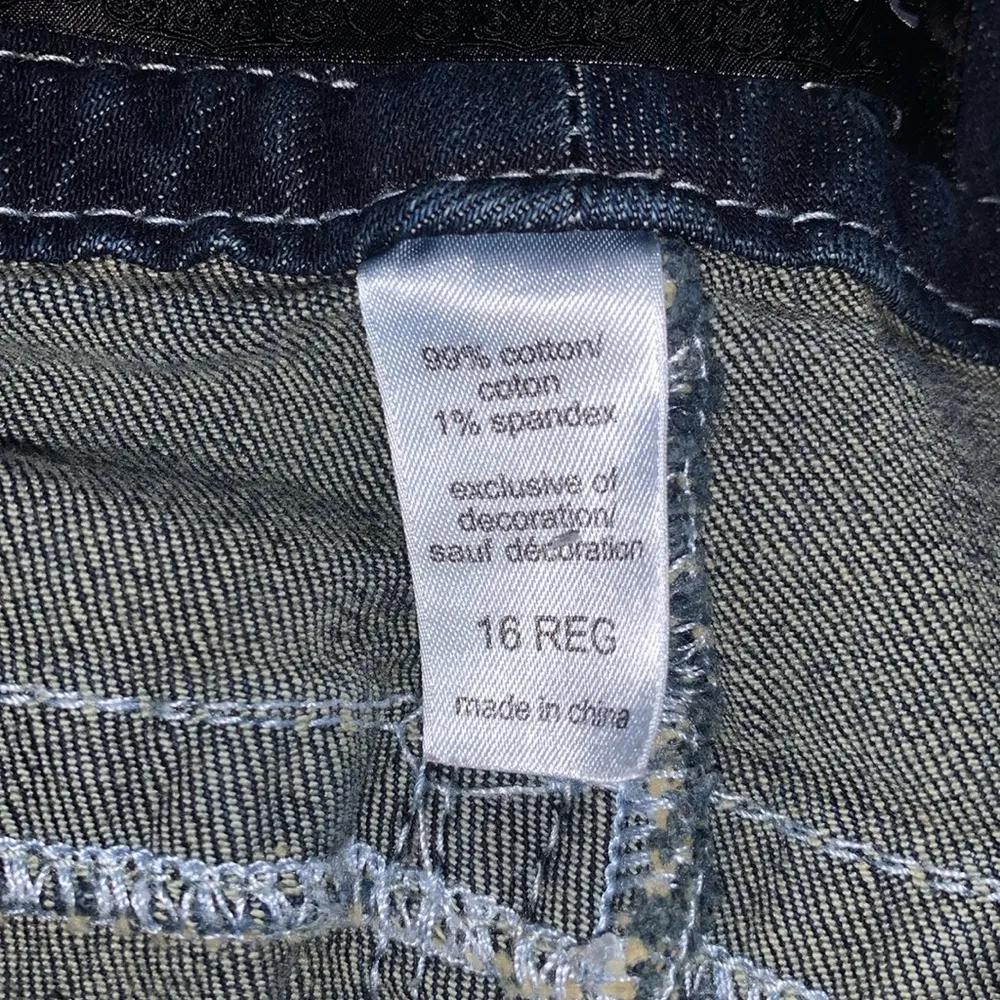 99% cotton/
coton
1% spandex
exclusive of
decoration/
sauf décoration
16 REG
made in china